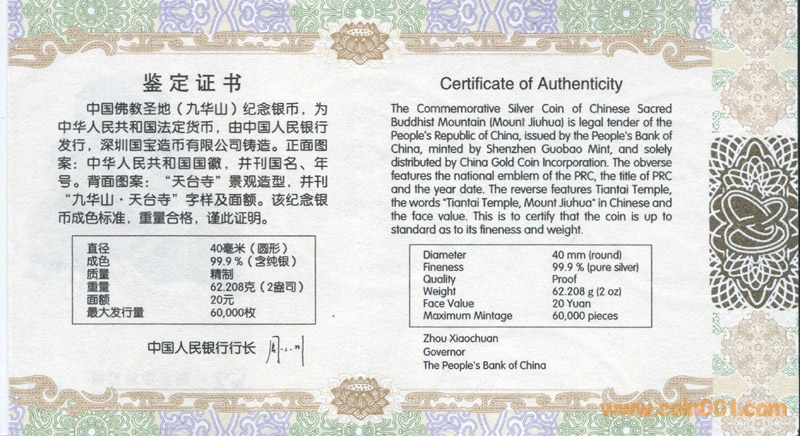 鉴定证书
中国佛教圣地（九华山）纪念银币，为
中华人民共和国法定货币，由中国人民银行
发行，深圳国宝造币有限公司铸造。正面图
案：中华人民共和国国徽，并刊国名、年
号。背面图案：“天台寺”景观造型，并刊
“九华山·天台寺”字样及面额。该纪念银
币成色标准，重量合格，谨此证明。
直径 40毫米（圆形）
成色 99.9%（含纯银）
质量 精制
重量 62.208克（2盎司）
面额 20元
最大发行量 60,000枚
中国人民银行行长
Certificate of Authenticity
The Commemorative Silver Coin of Chinese Sacred
Buddhist Mountain (Mount Jiuhua) is legal tender of the
People's Republic of China, issued by the People's Bank of
China, minted by Shenzhen Guobao Mint, and solely
distributed by China Gold Coin Incorporation. The obverse
features the national emblem of the PRC, the title of PRC
and the year date. The reverse features Tiantai Temple,
the words "Tiantai Temple, Mount Jiuhua" in Chinese and
the face value. This is to certify that the coin is up to
standard as to its fineness and weight.
Diameter 40 mm (round)
Fineness 99.9 % (pure silver)
Quality Proof
Weight 62.208 g (2 oz)
Face Value 20 Yuan
Maximum Mintage 60,000 pieces
Zhou Xiaochuan
Governor
The People's Bank of China
www.coin001.com